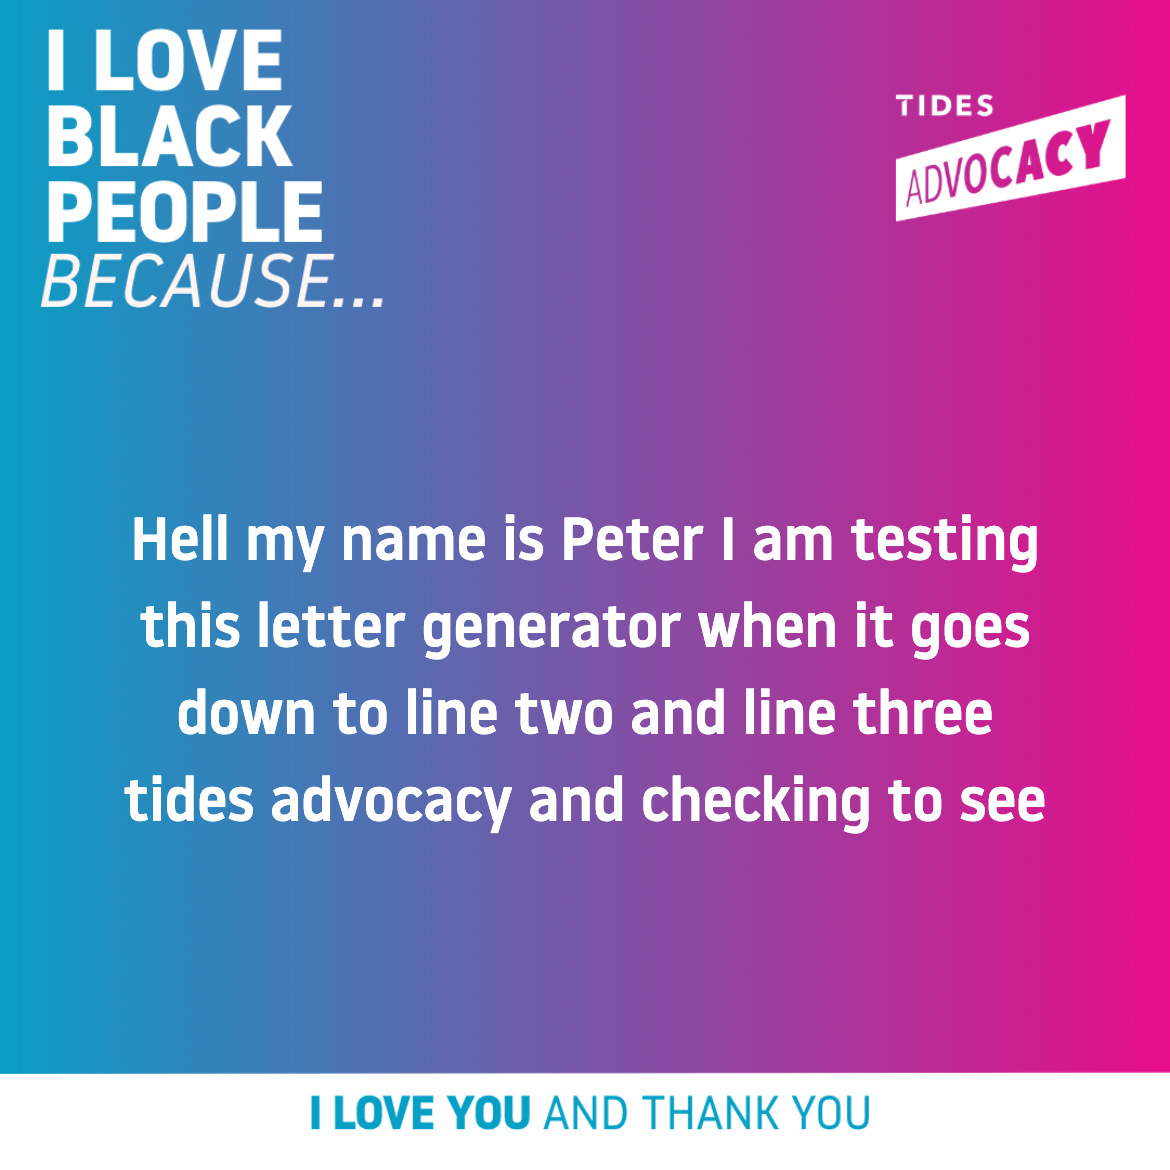 I LOVE
BLACK
PEOPLE
BECAUSE...
TIDES
ADVOCACY
Hell my name is Peter I am testing
this letter generator when it goes
down to line two and line three
tides advocacy and checking to see
I LOVE YOU AND THANK YOU